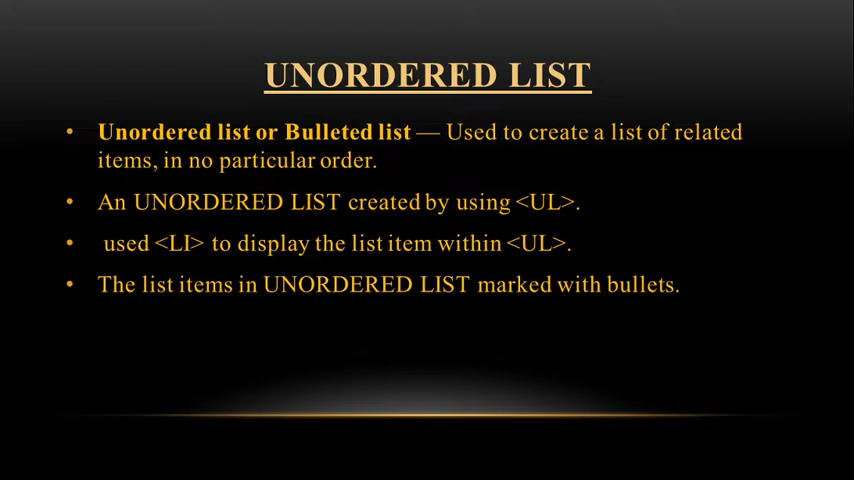 UNORDERED LIST
• Unordered list or Bulleted list — Used to create a list of related
items, in no particular order.
• An UNORDERED LIST created by using <UL>.
• used <LI> to display the list item within <UL>.
• The list items in UNORDERED LIST marked with bullets.